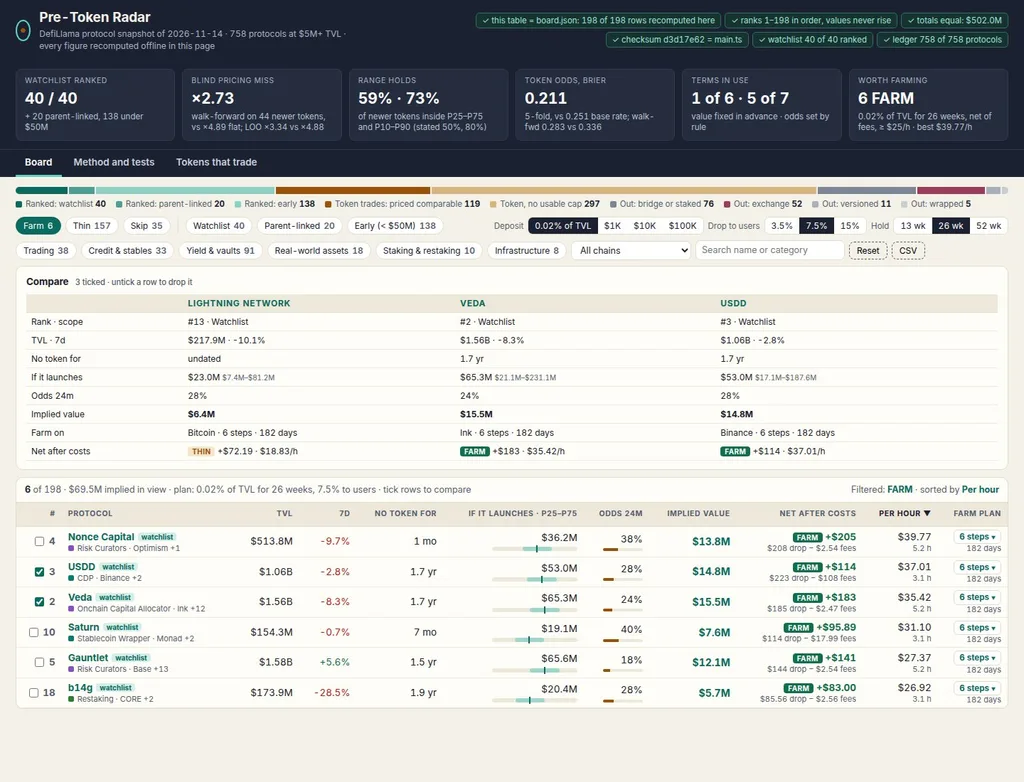 Pre-Token Radar
DefiLlama protocol snapshot of 2026-11-14 · 758 protocols at $5M+ TVL ·
every figure recomputed offline in this page
✓ this table = board.json: 198 of 198 rows recomputed here
✓ ranks 1–198 in order, values never rise
✓ totals equal: $502.0M
✓ checksum d3d17e62 = main.ts
✓ watchlist 40 of 40 ranked
✓ ledger 758 of 758 protocols
WATCHLIST RANKED
40 / 40
+ 20 parent-linked, 138 under
$50M
BLIND PRICING MISS
×2.73
walk-forward on 44 newer tokens,
vs ×4.89 flat; LOO ×3.34 vs ×4.88
RANGE HOLDS
59% · 73%
of newer tokens inside P25–P75
and P10–P90 (stated 50%, 80%)
TOKEN ODDS, BRIER
0.211
5-fold, vs 0.251 base rate; walk-
fwd 0.283 vs 0.336
TERMS IN USE
1 of 6 · 5 of 7
value fixed in advance · odds set by
rule
WORTH FARMING
6 FARM
0.02% of TVL for 26 weeks, net of
fees, ≥ $25/h · best $39.77/h
Board
Method and tests
Tokens that trade
Ranked: watchlist 40
Ranked: parent-linked 20
Ranked: early 138
Token trades: priced comparable 119
Token, no usable cap 297
Out: bridge or staked 76
Out: exchange 52
Out: versioned 11
Out: wrapped 5
Farm 6
Thin 157
Skip 35
Watchlist 40
Parent-linked 20
Early (< $50M) 138
Deposit
0.02% of TVL
$1K
$10K
$100K
Drop to users
3.5%
7.5%
15%
Hold
13 wk
26 wk
52 wk
Trading 38
Credit & stables 33
Yield & vaults 91
Real-world assets 18
Staking & restaking 10
Infrastructure 8
All chains
Search name or category
Reset
CSV
Compare 3 ticked · untick a row to drop it
LIGHTNING NETWORK VEDA USDD
Rank · scope #13 · Watchlist #2 · Watchlist #3 · Watchlist
TVL · 7d $217.9M · -10.1% $1.56B · -8.3% $1.06B · -2.8%
No token for undated 1.7 yr 1.7 yr
If it launches $23.0M $7.4M–$81.2M $65.3M $21.1M–$231.1M $53.0M $17.1M–$187.6M
Odds 24m 28% 24% 28%
Implied value $6.4M $15.5M $14.8M
Farm on Bitcoin · 6 steps · 182 days Ink · 6 steps · 182 days Binance · 6 steps · 182 days
Net after costs THIN +$72.19 · $18.83/h FARM +$183 · $35.42/h FARM +$114 · $37.01/h
6 of 198 · $69.5M implied in view · plan: 0.02% of TVL for 26 weeks, 7.5% to users · tick rows to compare
Filtered: FARM · sorted by Per hour
# PROTOCOL TVL 7D NO TOKEN FOR IF IT LAUNCHES · P25–P75 ODDS 24M IMPLIED VALUE NET AFTER COSTS PER HOUR ▼ FARM PLAN
4 Nonce Capital watchlist $513.8M -9.7% 1 mo $36.2M 38% $13.8M FARM +$205 $39.77 6 steps ▾
Risk Curators · Optimism +1 $208 drop − $2.54 fees 5.2 h 182 days
3 USDD watchlist $1.06B -2.8% 1.7 yr $53.0M 28% $14.8M FARM +$114 $37.01 6 steps ▾
CDP · Binance +2 $223 drop − $108 fees 3.1 h 182 days
2 Veda watchlist $1.56B -8.3% 1.7 yr $65.3M 24% $15.5M FARM +$183 $35.42 6 steps ▾
Onchain Capital Allocator · Ink +12 $185 drop − $2.47 fees 5.2 h 182 days
10 Saturn watchlist $154.3M -0.7% 7 mo $19.1M 40% $7.6M FARM +$95.89 $31.10 6 steps ▾
Stablecoin Wrapper · Monad +2 $114 drop − $17.99 fees 3.1 h 182 days
5 Gauntlet watchlist $1.58B +5.6% 1.5 yr $65.6M 18% $12.1M FARM +$141 $27.37 6 steps ▾
Risk Curators · Base +13 $144 drop − $2.54 fees 5.2 h 182 days
18 b14g watchlist $173.9M -28.5% 1.9 yr $20.4M 28% $5.7M FARM +$83.00 $26.92 6 steps ▾
Restaking · CORE +2 $85.56 drop − $2.56 fees 3.1 h 182 days